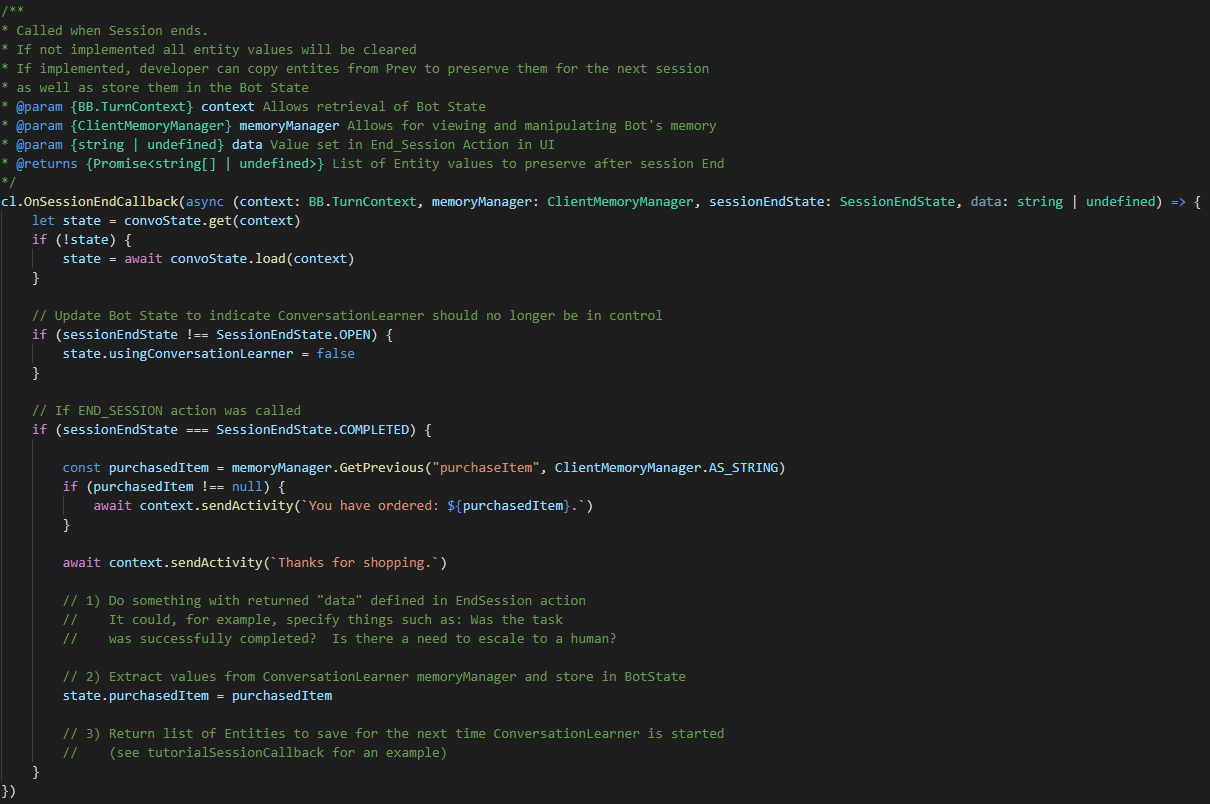 /**
* Called when Session ends.
* If not implemented all entity values will be cleared
* If implemented, developer can copy entites from Prev to preserve them for the next session
* as well as store them in the Bot State
* @param {BB.TurnContext} context Allows retrieval of Bot State
* @param {ClientMemoryManager} memoryManager Allows for viewing and manipulating Bot's memory
* @param {string | undefined} data Value set in End_Session Action in UI
* @returns {Promise<string[] | undefined>} List of Entity values to preserve after session End
*/
cl.OnSessionEndCallback(async (context: BB.TurnContext, memoryManager: ClientMemoryManager, sessionEndState: SessionEndState, data: string | undefined) => {
    let state = convoState.get(context)
    if (!state) {
        state = await convoState.load(context)
    }

    // Update Bot State to indicate ConversationLearner should no longer be in control
    if (sessionEndState !== SessionEndState.OPEN) {
        state.usingConversationLearner = false
    }

    // If END_SESSION action was called
    if (sessionEndState === SessionEndState.COMPLETED) {

        const purchasedItem = memoryManager.GetPrevious("purchaseItem", ClientMemoryManager.AS_STRING)
        if (purchasedItem !== null) {
            await context.sendActivity(`You have ordered: ${purchasedItem}.`)
        }

        await context.sendActivity(`Thanks for shopping.`)

        // 1) Do something with returned "data" defined in EndSession action
        //    It could, for example, specify things such as: Was the task
        //    was successfully completed?  Is there a need to escale to a human?

        // 2) Extract values from ConversationLearner memoryManager and store in BotState
        state.purchasedItem = purchasedItem

        // 3) Return list of Entities to save for the next time ConversationLearner is started
        //    (see tutorialSessionCallback for an example)
    }
})